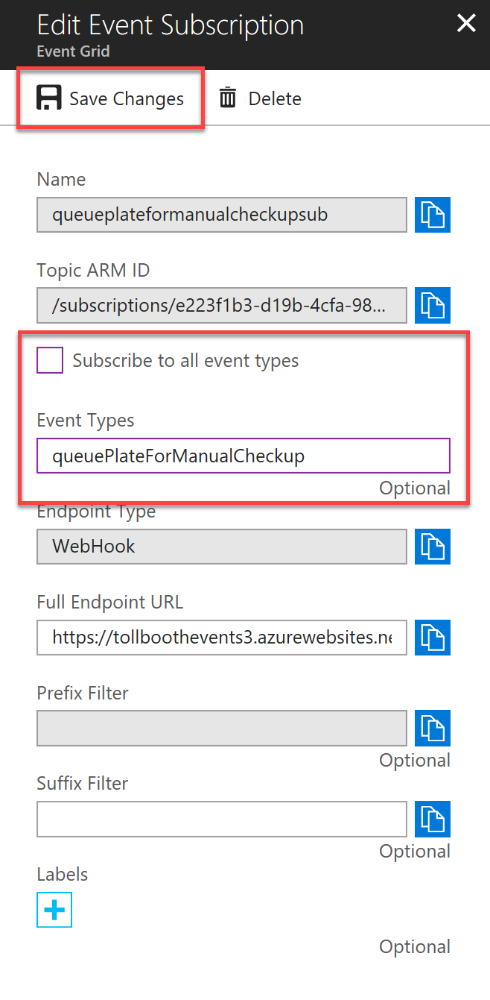 Edit Event Subscription
Event Grid
Save Changes
Delete
Name
queueplateformanualcheckupsub
Topic ARM ID
/subscriptions/e223f1b3-d19b-4cfa-98...
Subscribe to all event types
Event Types
queuePlateForManualCheckup
Optional
Endpoint Type
WebHook
Full Endpoint URL
https://tollboothevents3.azurewebsites.ne
Prefix Filter
Optional
Suffix Filter
Optional
Labels
Optional